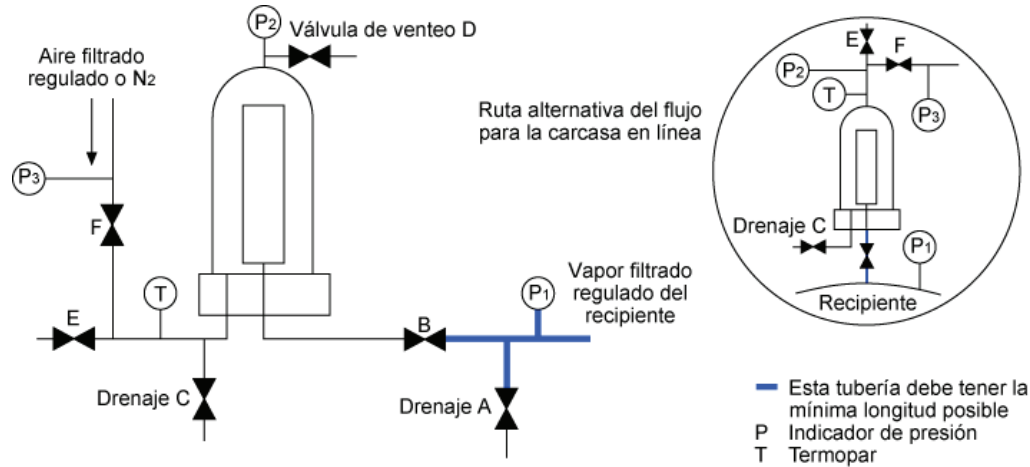 P2
Válvula de venteo D
Aire filtrado
regulado o N2
P3
F
E
T
Drenaje C
B
P1
Vapor filtrado
regulado del
recipiente
Drenaje A
Ruta alternativa del flujo
para la carcasa en línea
E
F
P2
T
P3
Drenaje C
P1
Recipiente
Esta tubería debe tener la
mínima longitud posible
P Indicador de presión
T Termopar